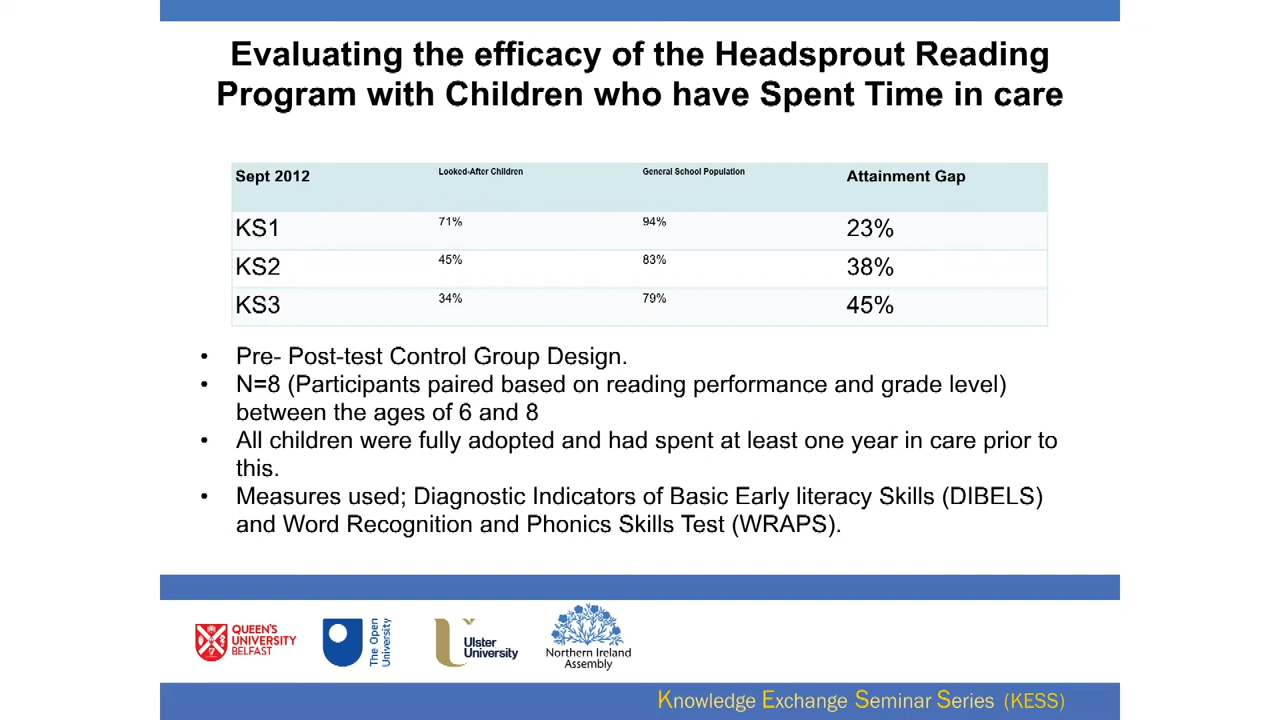 Evaluating the efficacy of the Headsprout Reading
Program with Children who have Spent Time in care
Sept 2012 Looked-After Children General School Population Attainment Gap
KS1 71% 94% 23%
KS2 45% 83% 38%
KS3 34% 79% 45%
• Pre- Post-test Control Group Design.
• N=8 (Participants paired based on reading performance and grade level)
between the ages of 6 and 8
• All children were fully adopted and had spent at least one year in care prior to
this.
• Measures used; Diagnostic Indicators of Basic Early literacy Skills (DIBELS)
and Word Recognition and Phonics Skills Test (WRAPS).
QUEEN'S
UNIVERSITY
BELFAST
The Open
University
Ulster
University
Northern Ireland
Assembly
Knowledge Exchange Seminar Series (KESS)